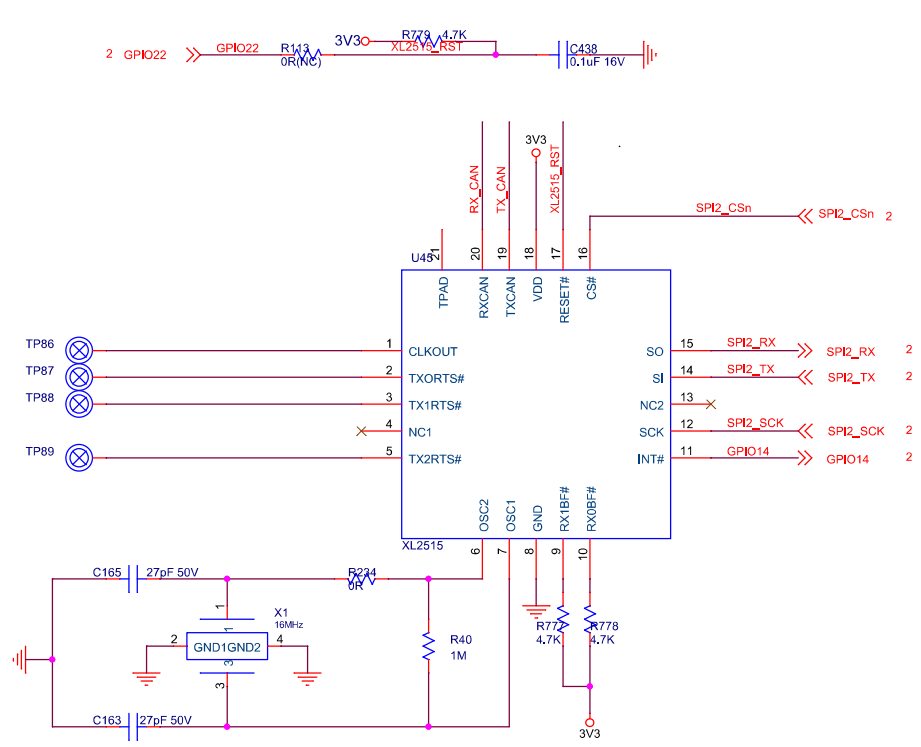 3V3
R779 4.7K
2 GPIO22
GPIO22
R113
XL2515_RST
0R(NC)
C438
0.1uF 16V
RX_CAN
TX_CAN
3V3
XL2515_RST
SPI2_CSn
SPI2_CSn 2
21
20
19
18
17
16
U45
TPAD
RXCAN
TXCAN
VDD
RESET#
CS#
TP86
1
CLKOUT
SO
15
SPI2_RX
SPI2_RX 2
TP87
2
TXORTS#
SI
14
SPI2_TX
SPI2_TX 2
TP88
3
TX1RTS#
NC2
13
4
NC1
SCK
12
SPI2_SCK
SPI2_SCK 2
TP89
5
TX2RTS#
INT#
11
GPIO14
GPIO14 2
OSC2
OSC1
GND
RX1BF#
RX0BF#
XL2515
6
7
8
9
10
C165
27pF 50V
R234
0R
1
X1
16MHz
1
2
GND1GND2
4
3
3
R40
1M
R777
4.7K
R778
4.7K
C163
27pF 50V
3V3